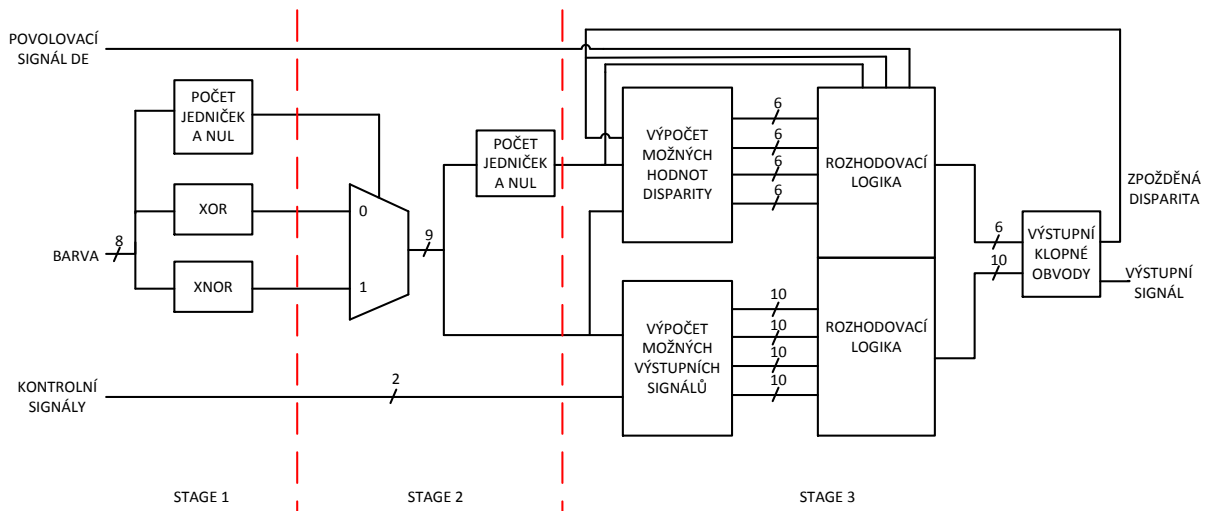 POVOLOVACÍ
SIGNÁL DE
POČET
JEDNIČEK
A NUL
XOR
XNOR
BARVA
8
KONTROLNÍ
SIGNÁLY
0
1
9
2
POČET
JEDNIČEK
A NUL
VÝPOČET
MOŽNÝCH
HODNOT
DISPARITY
6
6
6
6
ROZHODOVACÍ
LOGIKA
VÝPOČET
MOŽNÝCH
VÝSTUPNÍCH
SIGNÁLŮ
10
10
10
10
ROZHODOVACÍ
LOGIKA
6
10
VÝSTUPNÍ
KLOPNÉ
OBVODY
ZPOŽDĚNÁ
DISPARITA
VÝSTUPNÍ
SIGNÁL
STAGE 1
STAGE 2
STAGE 3